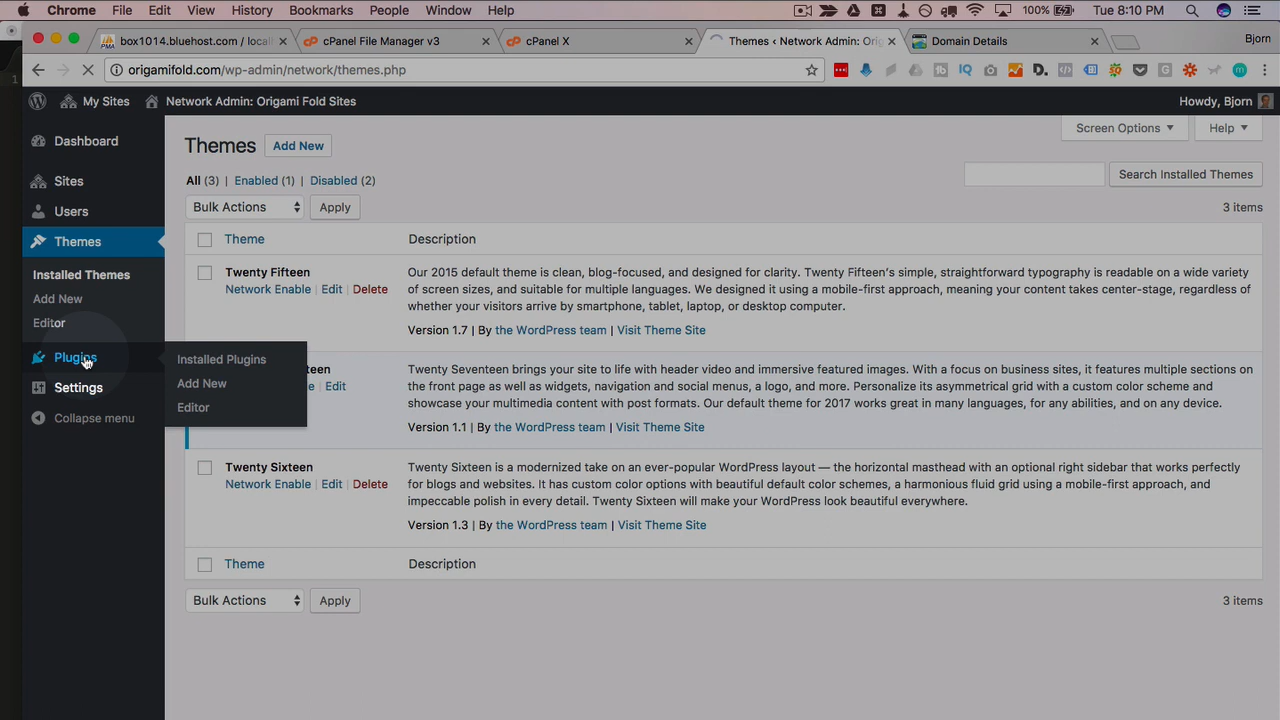 Chrome File Edit View History Bookmarks People Window Help 100% Tue 8:10 PM
box1014.bluehost.com / locall cPanel File Manager v3 cPanel X Themes ‹ Network Admin: Or Domain Details Bjorn
origamifold.com/wp-admin/network/themes.php
My Sites Network Admin: Origami Fold Sites Howdy, Bjorn
Dashboard
Sites
Users
Themes
Installed Themes
Add New
Editor
Plugins
Settings
Collapse menu
Installed Plugins
Add New
Editor
Screen Options Help
Themes Add New
All (3) | Enabled (1) | Disabled (2)
Search Installed Themes
Bulk Actions Apply 3 items
Theme Description
Twenty Fifteen
Network Enable | Edit | Delete
Our 2015 default theme is clean, blog-focused, and designed for clarity. Twenty Fifteen's simple, straightforward typography is readable on a wide variety
of screen sizes, and suitable for multiple languages. We designed it using a mobile-first approach, meaning your content takes center-stage, regardless of
whether your visitors arrive by smartphone, tablet, laptop, or desktop computer.
Version 1.7 | By the WordPress team | Visit Theme Site
Edit
Twenty Seventeen brings your site to life with header video and immersive featured images. With a focus on business sites, it features multiple sections on
the front page as well as widgets, navigation and social menus, a logo, and more. Personalize its asymmetrical grid with a custom color scheme and
showcase your multimedia content with post formats. Our default theme for 2017 works great in many languages, for any abilities, and on any device.
Version 1.1 | By the WordPress team | Visit Theme Site
Twenty Sixteen
Network Enable | Edit | Delete
Twenty Sixteen is a modernized take on an ever-popular WordPress layout — the horizontal masthead with an optional right sidebar that works perfectly
for blogs and websites. It has custom color options with beautiful default color schemes, a harmonious fluid grid using a mobile-first approach, and
impeccable polish in every detail. Twenty Sixteen will make your WordPress look beautiful everywhere.
Version 1.3 | By the WordPress team | Visit Theme Site
Theme Description
Bulk Actions Apply 3 items